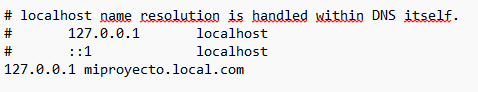 # localhost name resolution is handled within DNS itself.
#       127.0.0.1       localhost
#       ::1             localhost
127.0.0.1 miproyecto.local.com